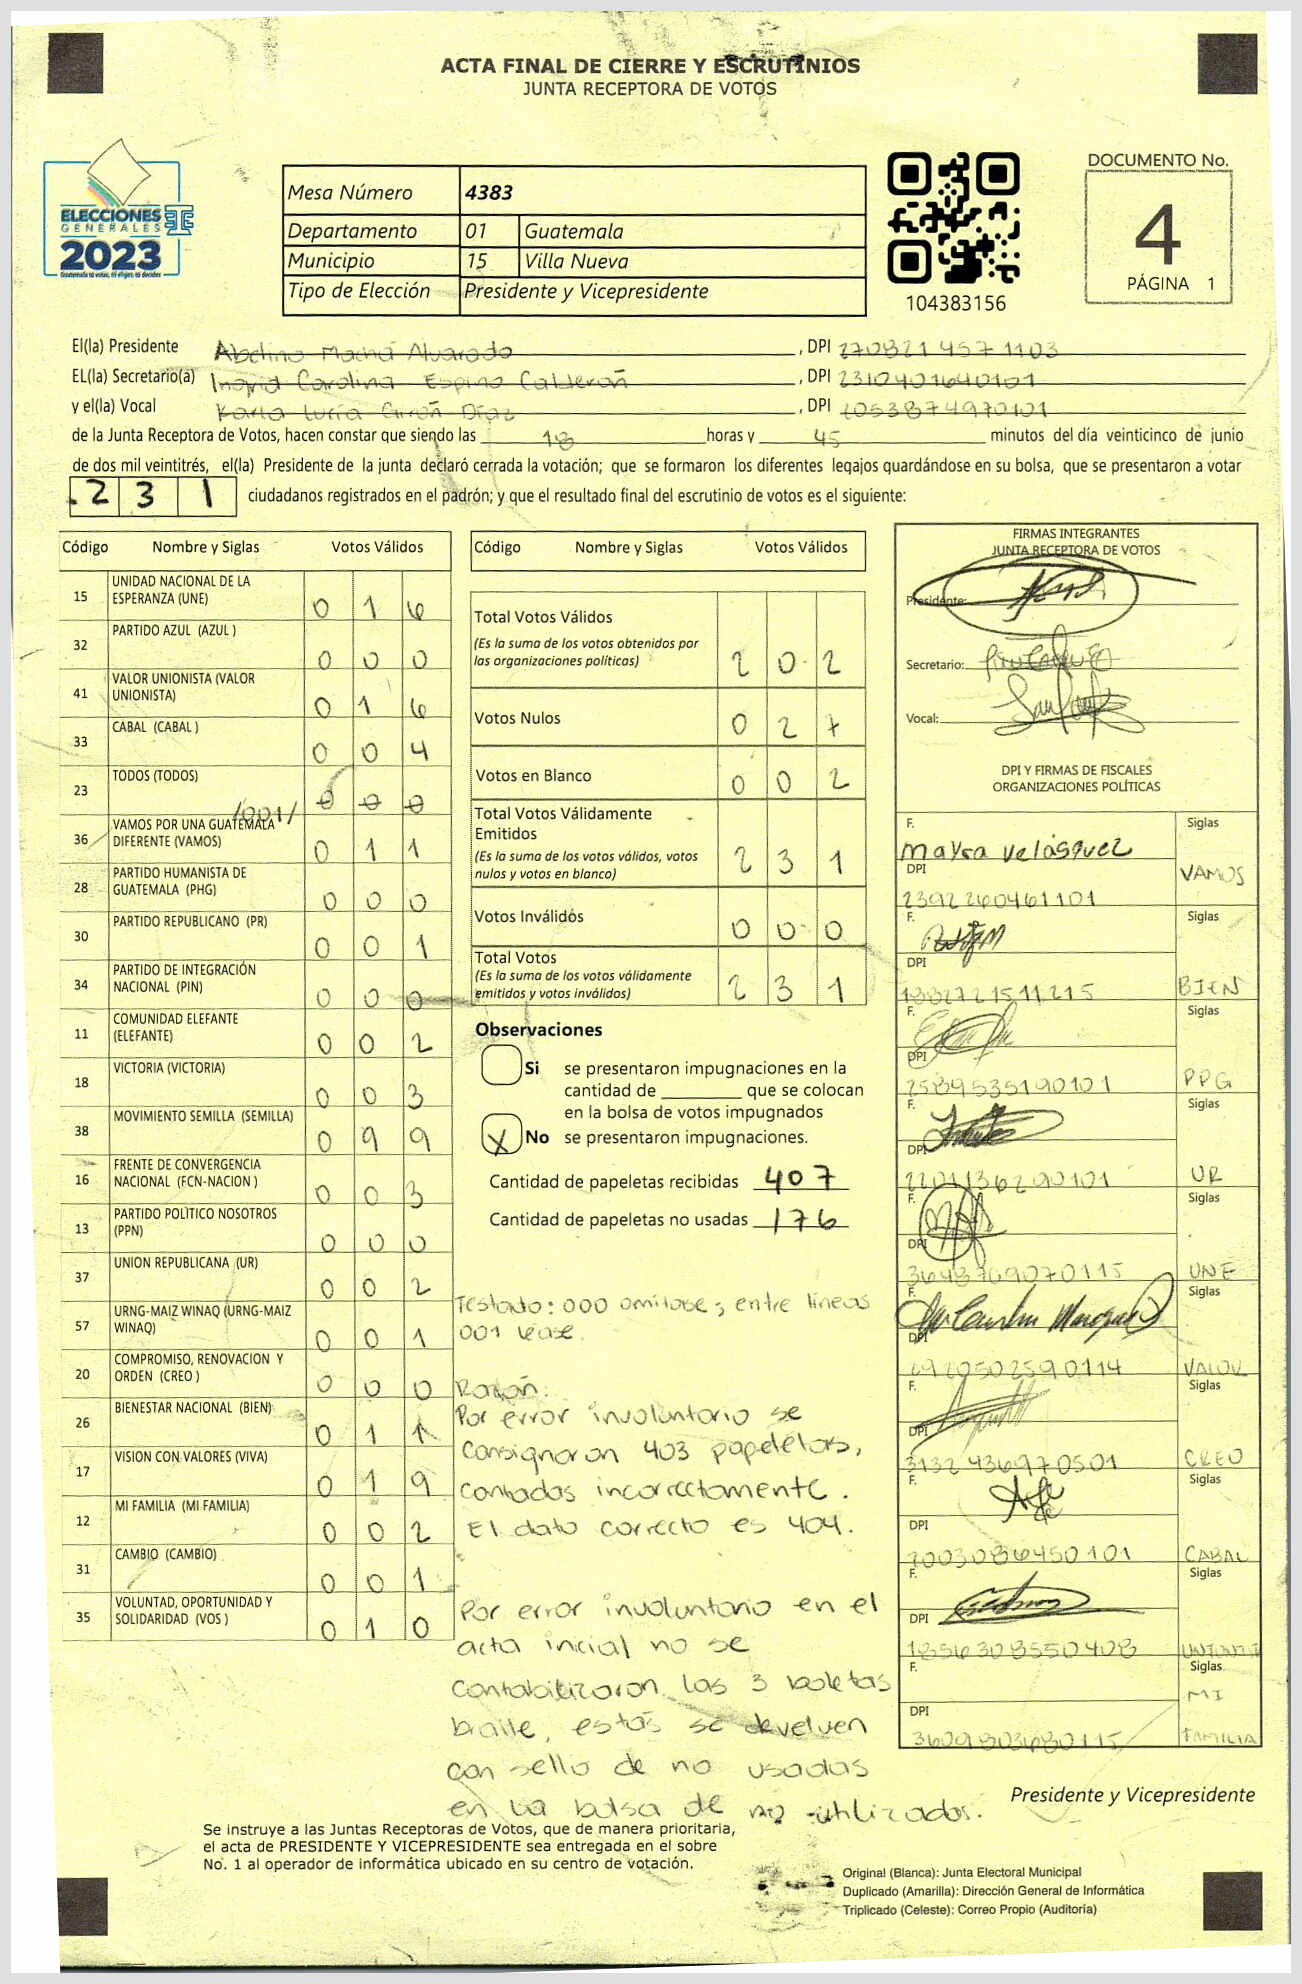 ACTA FINAL DE CIERRE Y ESCRUTINIOS
JUNTA RECEPTORA DE VOTOS
ELECCIONES
GENERALES
2023
Mesa Número 4383
Departamento 01 Guatemala
Municipio 15 Villa Nueva
Tipo de Elección Presidente y Vicepresidente
104383156
DOCUMENTO No.
4
PÁGINA 1
El(la) Presidente Abelino Machá Alvarado, DPI 270821 457 1103
EL(la) Secretario(a) Ingrid Carolina Espino Calderón, DPI 2310401640101
y el(la) Vocal Karla Lucía Girón Díaz, DPI 2053874970101
de la Junta Receptora de Votos, hacen constar que siendo las 18 horas y 45 minutos del día veinticinco de junio
de dos mil veintitrés, el(la) Presidente de la junta declaró cerrada la votación; que se formaron los diferentes legajos guardándose en su bolsa, que se presentaron a votar
231 ciudadanos registrados en el padrón; y que el resultado final del escrutinio de votos es el siguiente:
Código Nombre y Siglas Votos Válidos
15 UNIDAD NACIONAL DE LA ESPERANZA (UNE) 0 1 6
32 PARTIDO AZUL (AZUL ) 0 0 0
41 VALOR UNIONISTA (VALOR UNIONISTA) 0 1 6
33 CABAL (CABAL ) 0 0 4
23 TODOS (TODOS) /001/ 0 0 0
36 VAMOS POR UNA GUATEMALA DIFERENTE (VAMOS) 0 1 1
28 PARTIDO HUMANISTA DE GUATEMALA (PHG) 0 0 0
30 PARTIDO REPUBLICANO (PR) 0 0 1
34 PARTIDO DE INTEGRACIÓN NACIONAL (PIN) 0 0 0
11 COMUNIDAD ELEFANTE (ELEFANTE) 0 0 2
18 VICTORIA (VICTORIA) 0 0 3
38 MOVIMIENTO SEMILLA (SEMILLA) 0 9 9
16 FRENTE DE CONVERGENCIA NACIONAL (FCN-NACION ) 0 0 3
13 PARTIDO POLITICO NOSOTROS (PPN) 0 0 0
37 UNION REPUBLICANA (UR) 0 0 2
57 URNG-MAIZ WINAQ (URNG-MAIZ WINAQ) 0 0 1
20 COMPROMISO, RENOVACION Y ORDEN (CREO ) 0 0 0
26 BIENESTAR NACIONAL (BIEN) 0 1 1
17 VISION CON VALORES (VIVA) 0 1 9
12 MI FAMILIA (MI FAMILIA) 0 0 2
31 CAMBIO (CAMBIO) 0 0 1
35 VOLUNTAD, OPORTUNIDAD Y SOLIDARIDAD (VOS ) 0 1 0
Código Nombre y Siglas Votos Válidos
Total Votos Válidos
(Es la suma de los votos obtenidos por
las organizaciones políticas) 2 0 2
Votos Nulos 0 2 7
Votos en Blanco 0 0 2
Total Votos Válidamente
Emitidos
(Es la suma de los votos válidos, votos
nulos y votos en blanco) 2 3 1
Votos Inválidos 0 0 0
Total Votos
(Es la suma de los votos válidamente
emitidos y votos inválidos) 2 3 1
Observaciones
Si se presentaron impugnaciones en la
cantidad de ________ que se colocan
en la bolsa de votos impugnados
X No se presentaron impugnaciones.
Cantidad de papeletas recibidas 407
Cantidad de papeletas no usadas 176
Testado: 000 omitase; entre lineas
001 lease.
Razón:
Por error involuntario se
consignaron 403 papeletas,
contadas incorrectamente.
El dato correcto es 404.
Por error involuntario en el
acta inicial no se
contabilizaron las 3 boletas
braille, estas se devuelven
con sello de no usadas
en la bolsa de no utilizados.
FIRMAS INTEGRANTES
JUNTA RECEPTORA DE VOTOS
Presidente:
Secretario:
Vocal:
DPI Y FIRMAS DE FISCALES
ORGANIZACIONES POLÍTICAS
F. Mayra Velásquez Siglas
DPI 2392260461101 VAMOS
F. Siglas
DPI BIEN
F. Siglas
DPI 2589535190101 PPG
F. Siglas
DPI 2201136290101 UR
F. Siglas
DPI 3648769070115 UNE
F. Siglas
DPI VALOR
F. Siglas
DPI 3132436970501 CREO
F. Siglas
DPI CABAL
F. Siglas
DPI 1856308550408
F. Siglas
DPI 3609803680115 MI FAMILIA
Presidente y Vicepresidente
Se instruye a las Juntas Receptoras de Votos, que de manera prioritaria,
el acta de PRESIDENTE Y VICEPRESIDENTE sea entregada en el sobre
No. 1 al operador de informática ubicado en su centro de votación.
Original (Blanca): Junta Electoral Municipal
Duplicado (Amarilla): Dirección General de Informática
Triplicado (Celeste): Correo Propio (Auditoría)